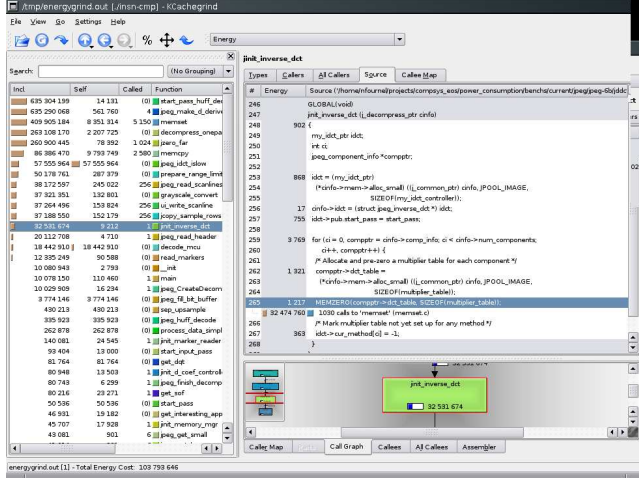 /tmp/energygrind.out [./insn-cmp] - KCachegrind
File View Go Settings Help
% Energy
Search: (No Grouping)
Incl. Self Called Function
635 304 199 14 131 (0) start_pass_huff_dec
635 290 068 561 760 4 jpeg_make_d_derive
409 905 184 8 351 314 5 150 memset
263 108 170 2 207 725 (0) decompress_onepa
260 900 445 78 392 1 024 jzero_far
86 386 470 9 793 749 2 580 memcpy
57 555 964 57 555 964 (0) jpeg_idct_islow
50 178 761 287 379 (0) prepare_range_limit
38 172 597 245 022 256 jpeg_read_scanlines
37 321 351 132 801 (0) grayscale_convert
37 264 496 153 824 256 ui_write_scanline
37 188 550 152 179 256 jcopy_sample_rows
32 531 674 9 212 1 jinit_inverse_dct
20 112 708 4 710 1 jpeg_read_header
18 442 910 18 442 910 (0) decode_mcu
12 335 249 90 588 (0) read_markers
10 080 943 2 793 (0) __init
10 078 150 110 460 1 main
10 029 909 16 234 1 jpeg_CreateDecom
3 774 146 3 774 146 (0) jpeg_fill_bit_buffer
430 213 430 213 (0) sep_upsample
335 923 335 923 (0) jpeg_huff_decode
262 878 262 878 (0) process_data_simpl
140 081 24 545 1 jinit_marker_reader
93 404 13 000 (0) start_input_pass
81 764 81 764 (0) get_dqt
80 948 13 503 1 jinit_d_coef_controll
80 743 6 299 1 jpeg_finish_decomp
80 216 23 271 1 get_sof
50 536 50 536 (0) start_pass
46 931 19 182 (0) get_interesting_app
45 707 17 928 1 jinit_memory_mgr
43 081 901 6 jpeg_get_small
jinit_inverse_dct
Types Callers All Callers Source Callee Map
# Energy Source ('/home/nfournel/projects/compsys_eos/power_consumption/benchs/current/jpeg/jpeg-6b/jddc
246 GLOBAL(void)
247 jinit_inverse_dct (j_decompress_ptr cinfo)
248 902 {
249 my_idct_ptr idct;
250 int ci;
251 jpeg_component_info *compptr;
252
253 868 idct = (my_idct_ptr)
254 (*cinfo->mem->alloc_small) ((j_common_ptr) cinfo, JPOOL_IMAGE,
255 SIZEOF(my_idct_controller));
256 17 cinfo->idct = (struct jpeg_inverse_dct *) idct;
257 755 idct->pub.start_pass = start_pass;
258
259 3 769 for (ci = 0, compptr = cinfo->comp_info; ci < cinfo->num_components;
260 ci++, compptr++) {
261 /* Allocate and pre-zero a multiplier table for each component */
262 1 321 compptr->dct_table =
263 (*cinfo->mem->alloc_small) ((j_common_ptr) cinfo, JPOOL_IMAGE,
264 SIZEOF(multiplier_table));
265 1 217 MEMZERO(compptr->dct_table, SIZEOF(multiplier_table));
32 474 760 1030 calls to 'memset' (memset.c)
266 /* Mark multiplier table not yet set up for any method */
267 363 idct->cur_method[ci] = -1;
268 }
jinit_inverse_dct
32 531 674
Caller Map Call Graph Callees All Callees Assembler
energygrind.out [1] - Total Energy Cost: 103 793 646